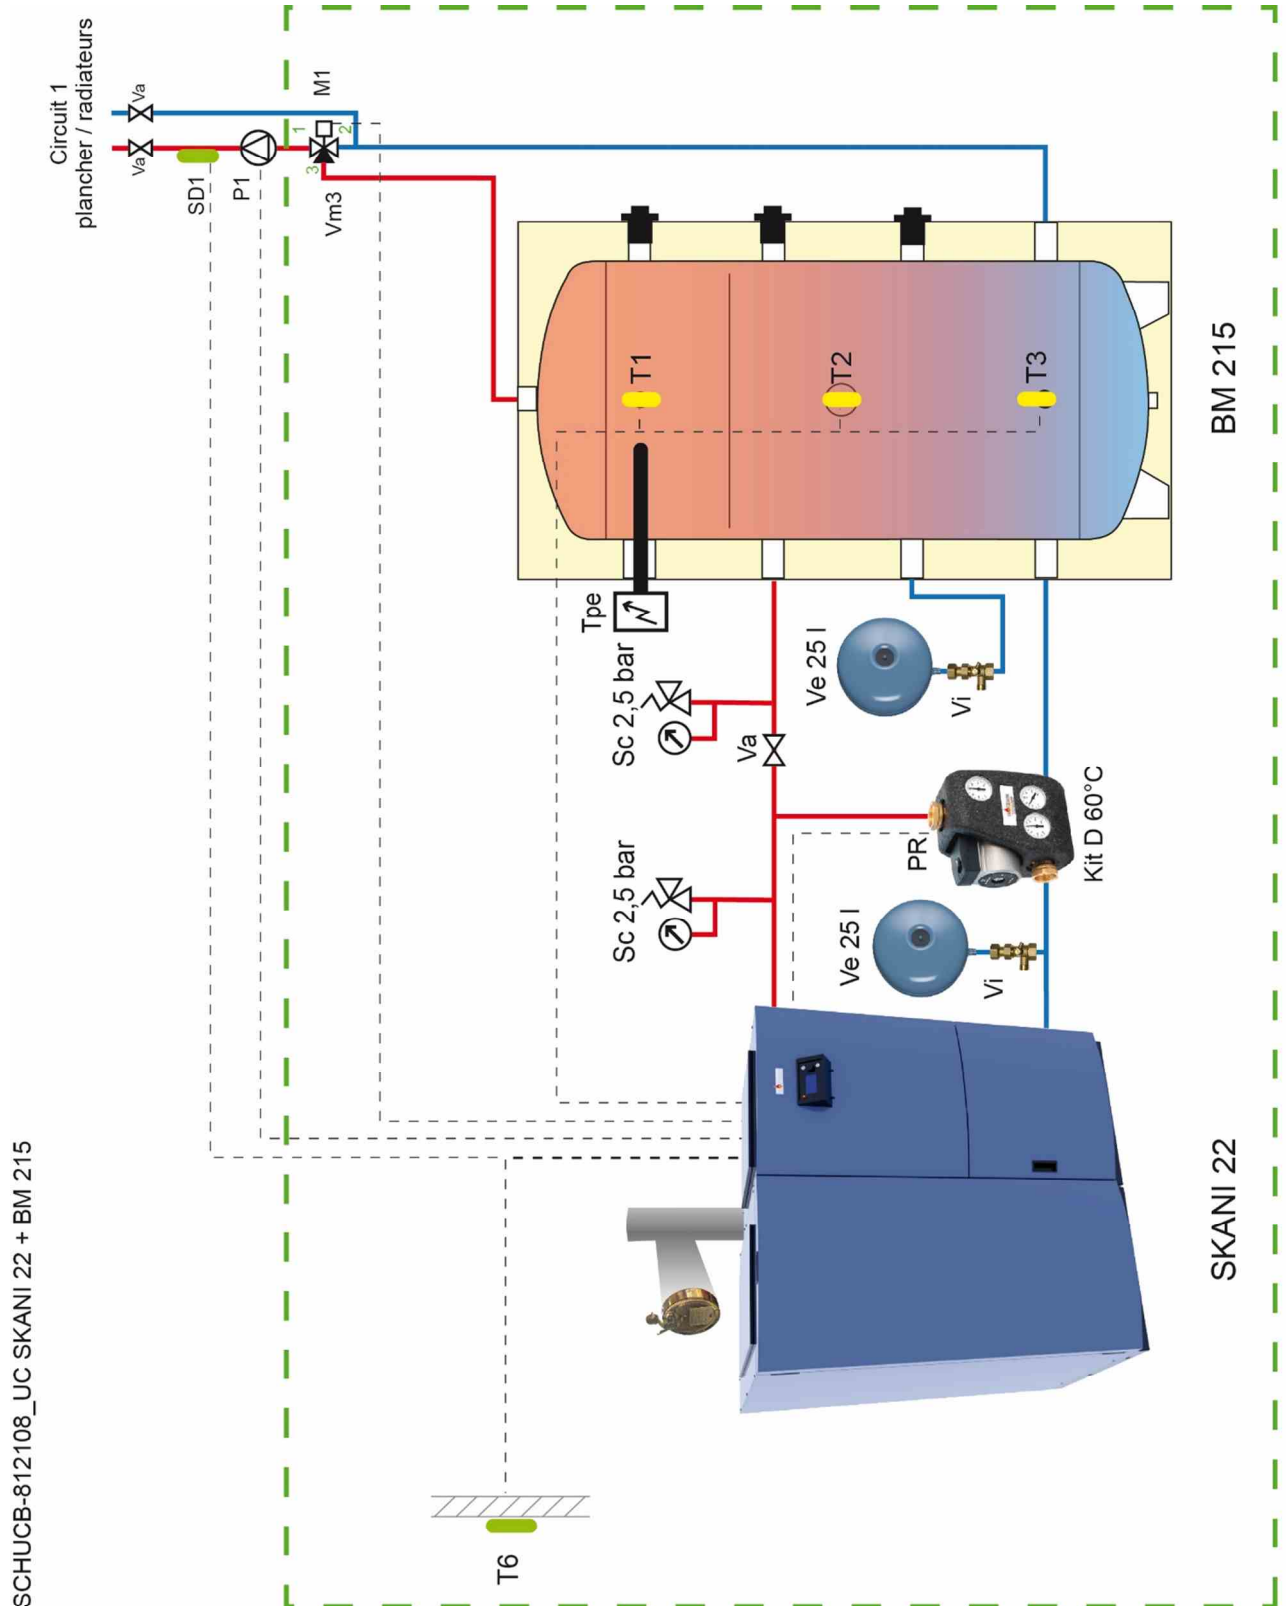 SCHUCB-812108_UC SKANI 22 + BM 215
Circuit 1
plancher / radiateurs
Va
Va
SD1
P1
1
2
3
M1
Vm3
T6
Sc 2,5 bar
Sc 2,5 bar
Va
Tpe
T1
T2
T3
Ve 25 l
Vi
Ve 25 l
Vi
PR
Kit D 60°C
SKANI 22
BM 215